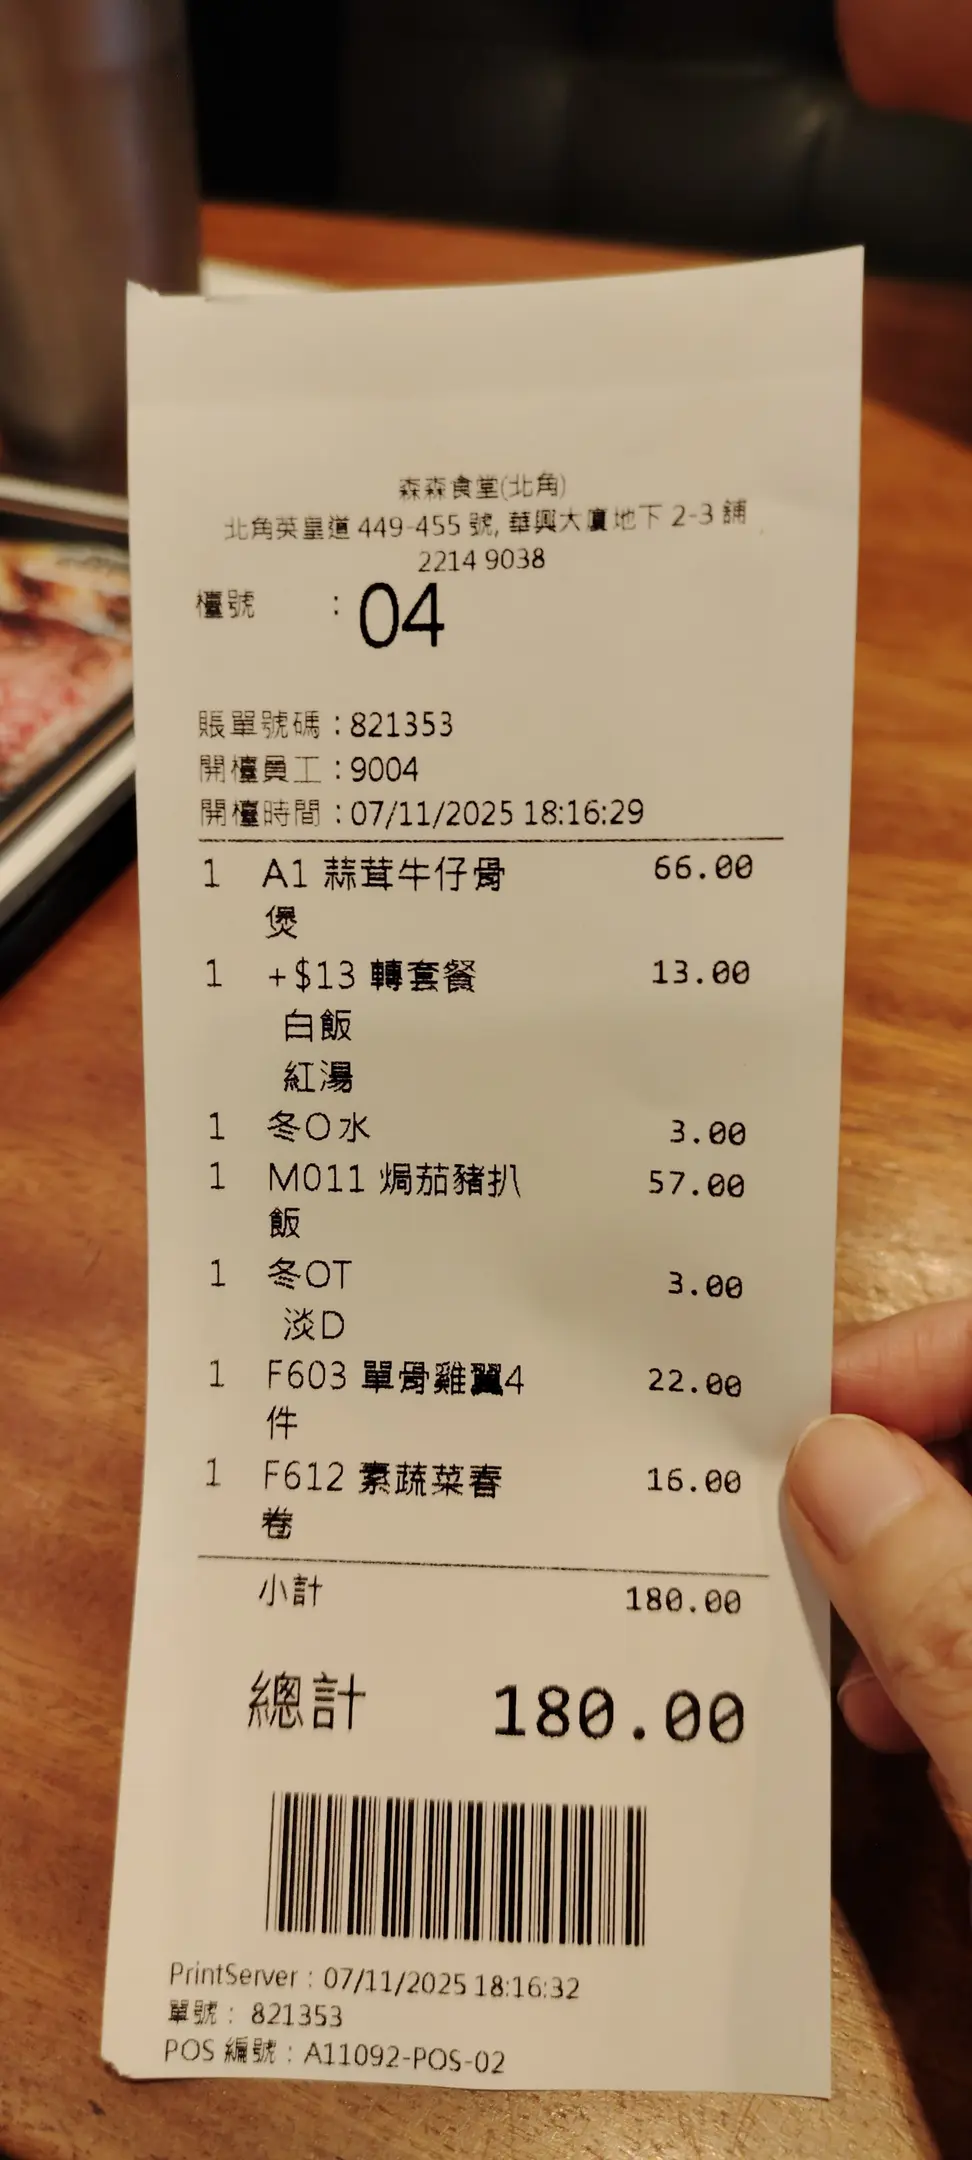 森森食堂(北角)
北角英皇道 449-455 號, 華興大廈地下 2-3 舖
2214 9038
檯號 : 04
賬單號碼 : 821353
開檯員工 : 9004
開檯時間 : 07/11/2025 18:16:29
1 A1 蒜茸牛仔骨 66.00
煲
1 +$13 轉套餐 13.00
白飯
紅湯
1 冬O水 3.00
1 M011 焗茄豬扒 57.00
飯
1 冬OT 3.00
淡D
1 F603 單骨雞翼4 22.00
件
1 F612 素蔬菜春 16.00
卷
小計 180.00
總計 180.00
PrintServer : 07/11/2025 18:16:32
單號 : 821353
POS 編號 : A11092-POS-02